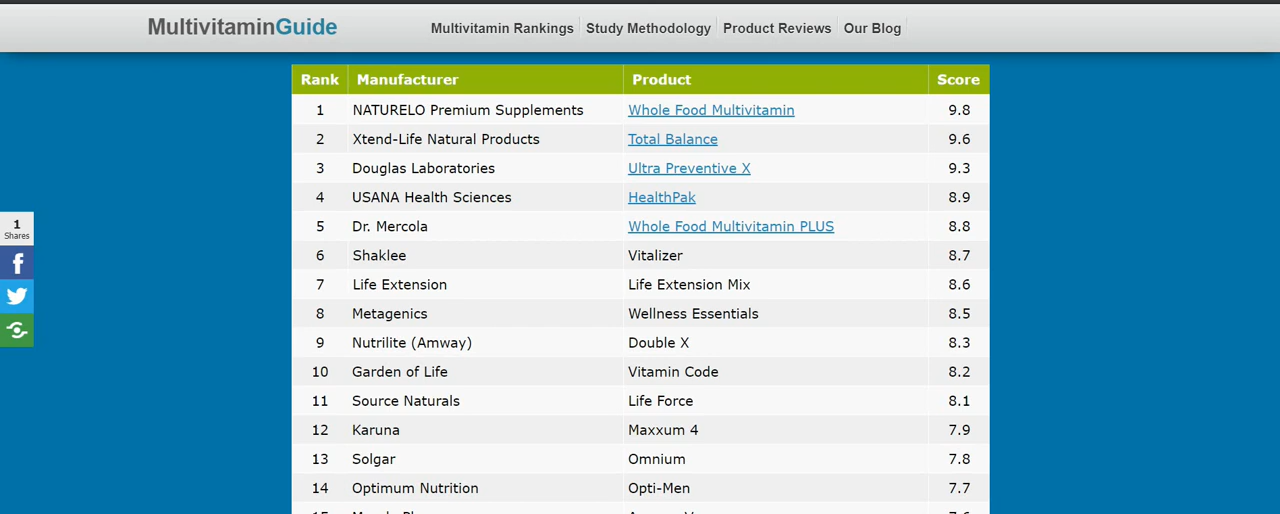 MultivitaminGuide
Multivitamin Rankings Study Methodology Product Reviews Our Blog
Rank Manufacturer Product Score
1 NATURELO Premium Supplements Whole Food Multivitamin 9.8
2 Xtend-Life Natural Products Total Balance 9.6
3 Douglas Laboratories Ultra Preventive X 9.3
4 USANA Health Sciences HealthPak 8.9
5 Dr. Mercola Whole Food Multivitamin PLUS 8.8
6 Shaklee Vitalizer 8.7
7 Life Extension Life Extension Mix 8.6
8 Metagenics Wellness Essentials 8.5
9 Nutrilite (Amway) Double X 8.3
10 Garden of Life Vitamin Code 8.2
11 Source Naturals Life Force 8.1
12 Karuna Maxxum 4 7.9
13 Solgar Omnium 7.8
14 Optimum Nutrition Opti-Men 7.7
1
Shares